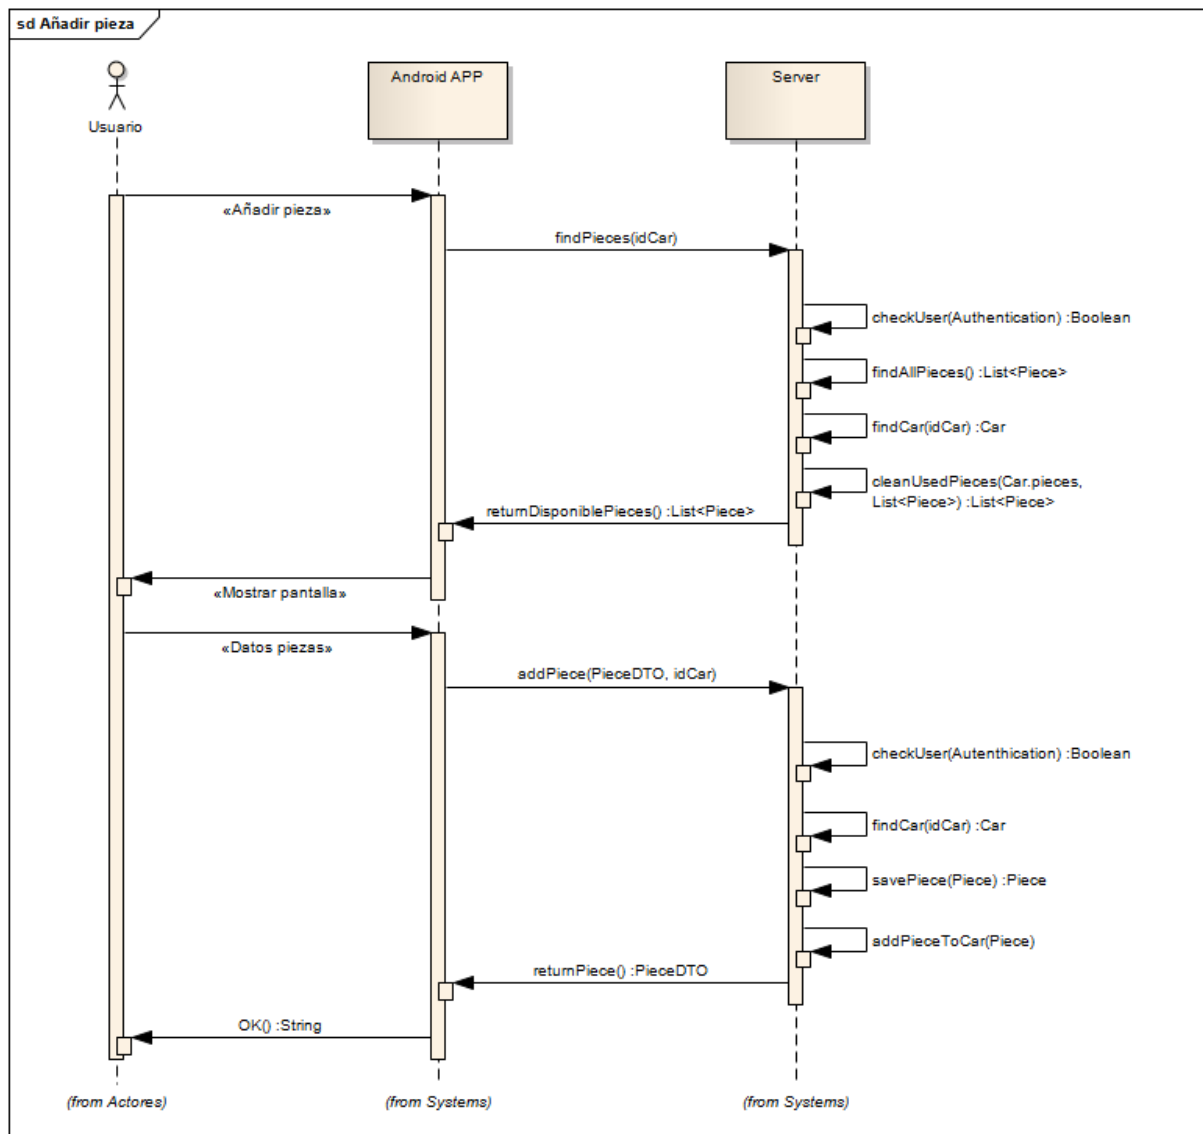 sd Añadir pieza
Usuario
Android APP
Server
«Añadir pieza»
findPieces(idCar)
checkUser(Authentication) :Boolean
findAllPieces() :List<Piece>
findCar(idCar) :Car
cleanUsedPieces(Car.pieces,
List<Piece>) :List<Piece>
returnDisponiblePieces() :List<Piece>
«Mostrar pantalla»
«Datos piezas»
addPiece(PieceDTO, idCar)
checkUser(Autenthication) :Boolean
findCar(idCar) :Car
savePiece(Piece) :Piece
addPieceToCar(Piece)
returnPiece() :PieceDTO
OK() :String
(from Actores)
(from Systems)
(from Systems)